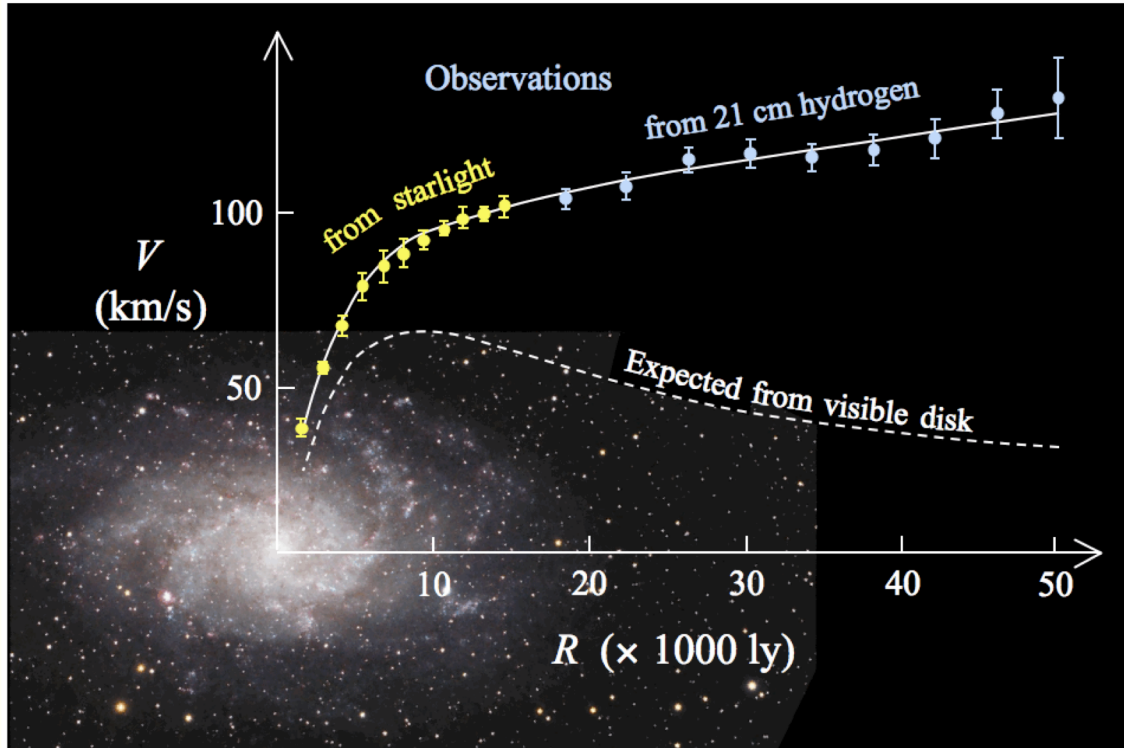 Observations
from 21 cm hydrogen
from starlight
100
V
(km/s)
50
Expected from visible disk
10 20 30 40 50
R (× 1000 ly)